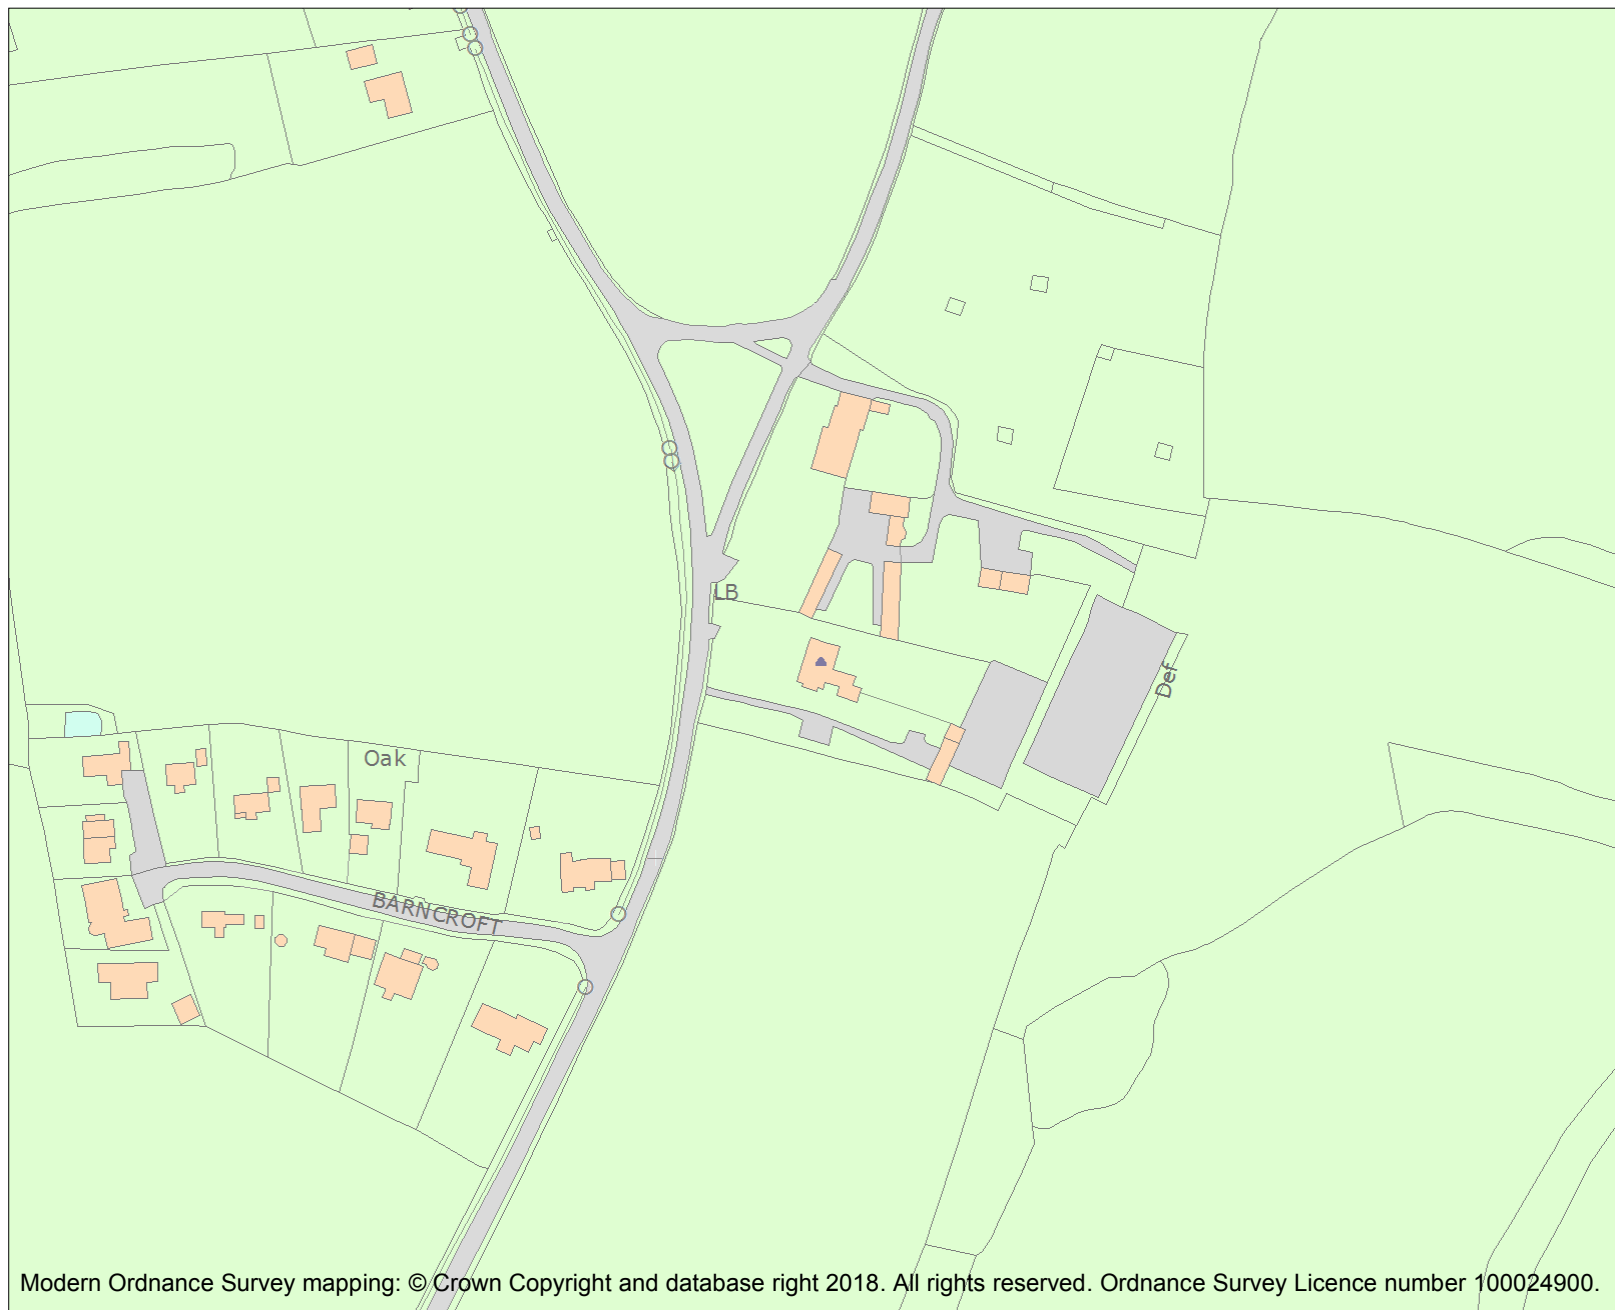 LB
Def
Oak
BARNCROFT
Modern Ordnance Survey mapping: © Crown Copyright and database right 2018. All rights reserved. Ordnance Survey Licence number 100024900.